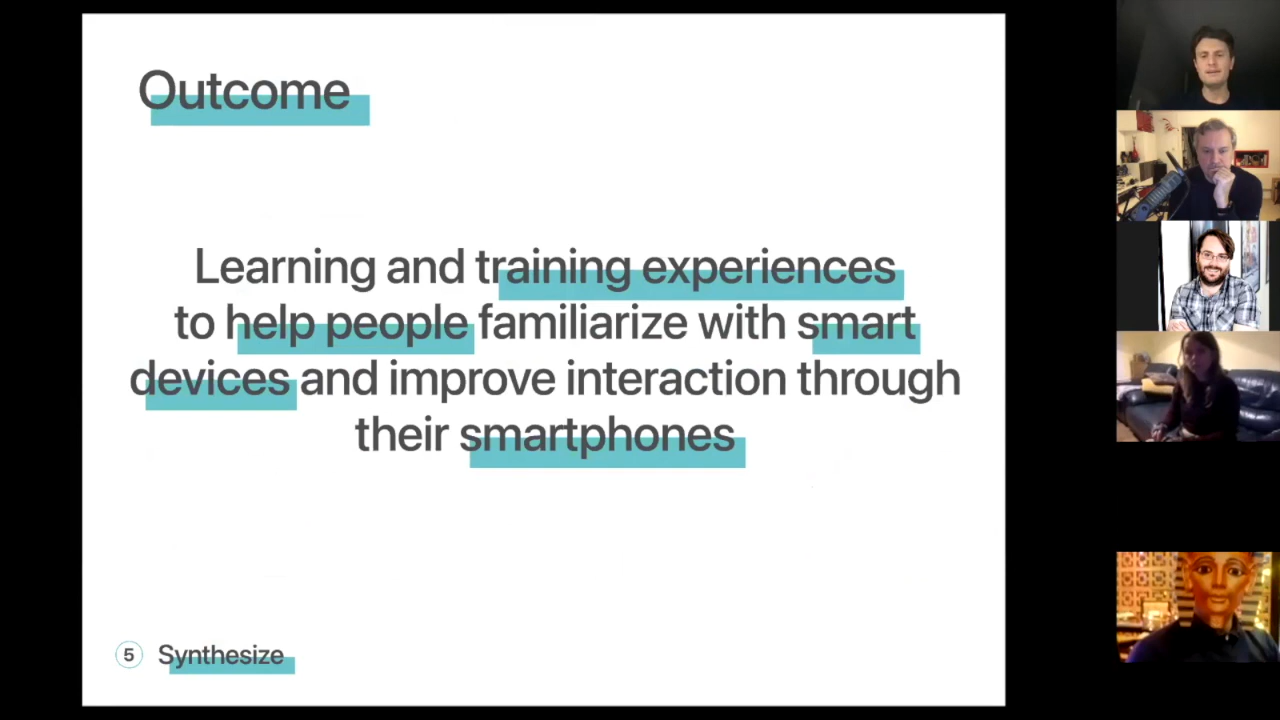 Outcome
Learning and training experiences
to help people familiarize with smart
devices and improve interaction through
their smartphones
5 Synthesize